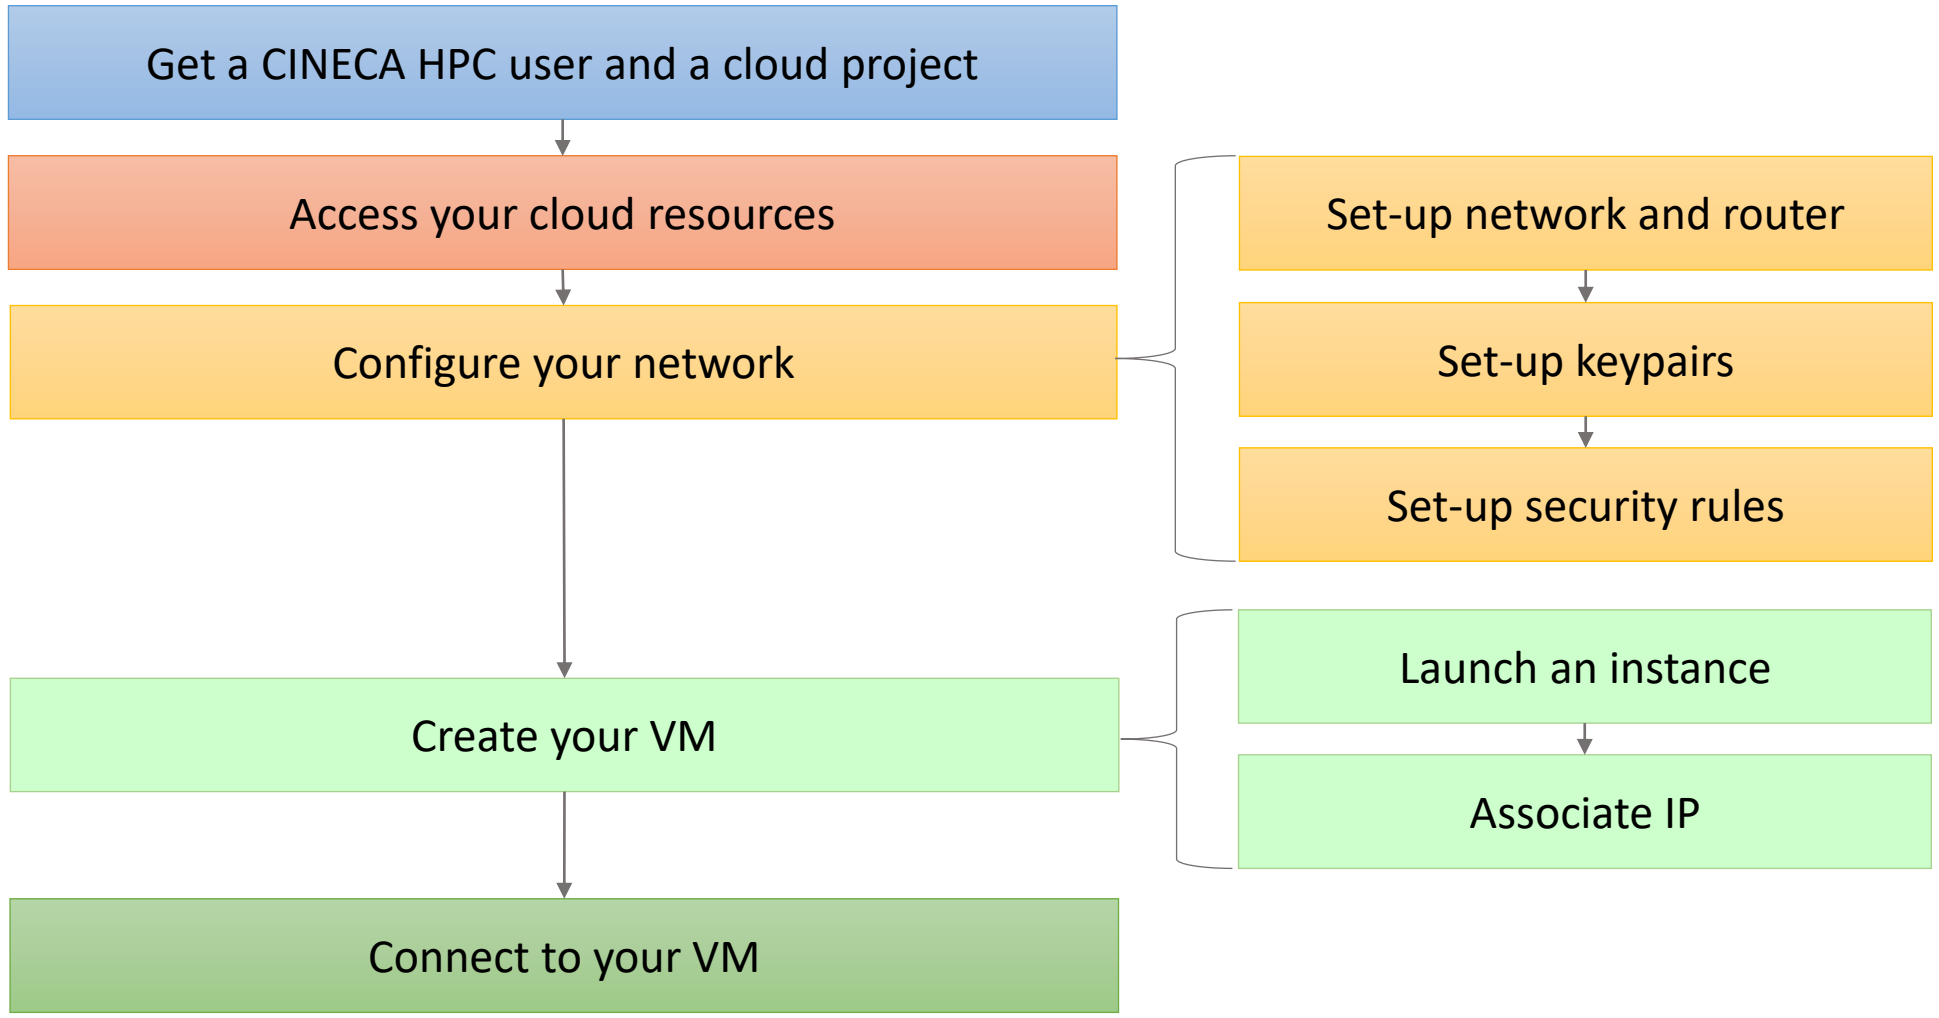 Get a CINECA HPC user and a cloud project
Access your cloud resources
Configure your network
Set-up network and router
Set-up keypairs
Set-up security rules
Create your VM
Launch an instance
Associate IP
Connect to your VM